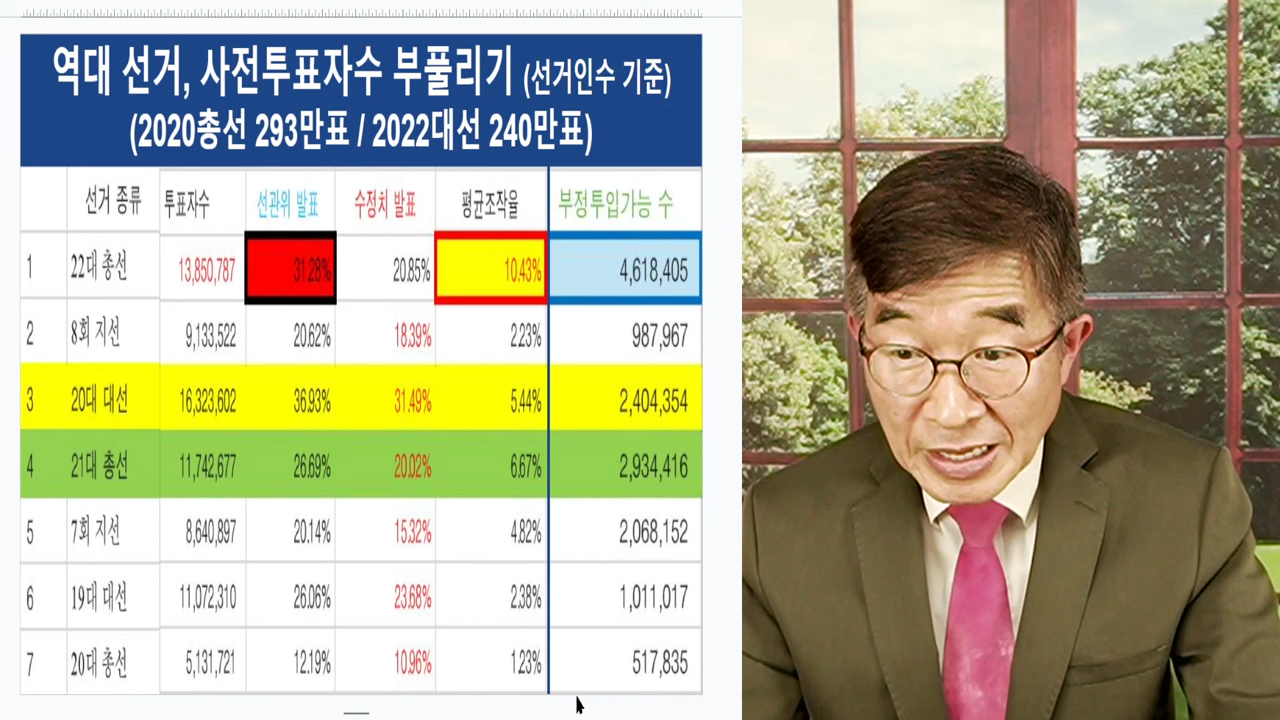 역대 선거, 사전투표자수 부풀리기 (선거인수 기준)
(2020총선 293만표 / 2022대선 240만표)
선거 종류 투표자수 선관위 발표 수정치 발표 평균조작율 부정투입가능 수
1 22대 총선 13,850,787 31.28% 20.85% 10.43% 4,618,405
2 8회 지선 9,133,522 20.62% 18.39% 2.23% 987,967
3 20대 대선 16,323,602 36.93% 31.49% 5.44% 2,404,354
4 21대 총선 11,742,677 26.69% 20.02% 6.67% 2,934,416
5 7회 지선 8,640,897 20.14% 15.32% 4.82% 2,068,152
6 19대 대선 11,072,310 26.06% 23.68% 2.38% 1,011,017
7 20대 총선 5,131,721 12.19% 10.96% 1.23% 517,835